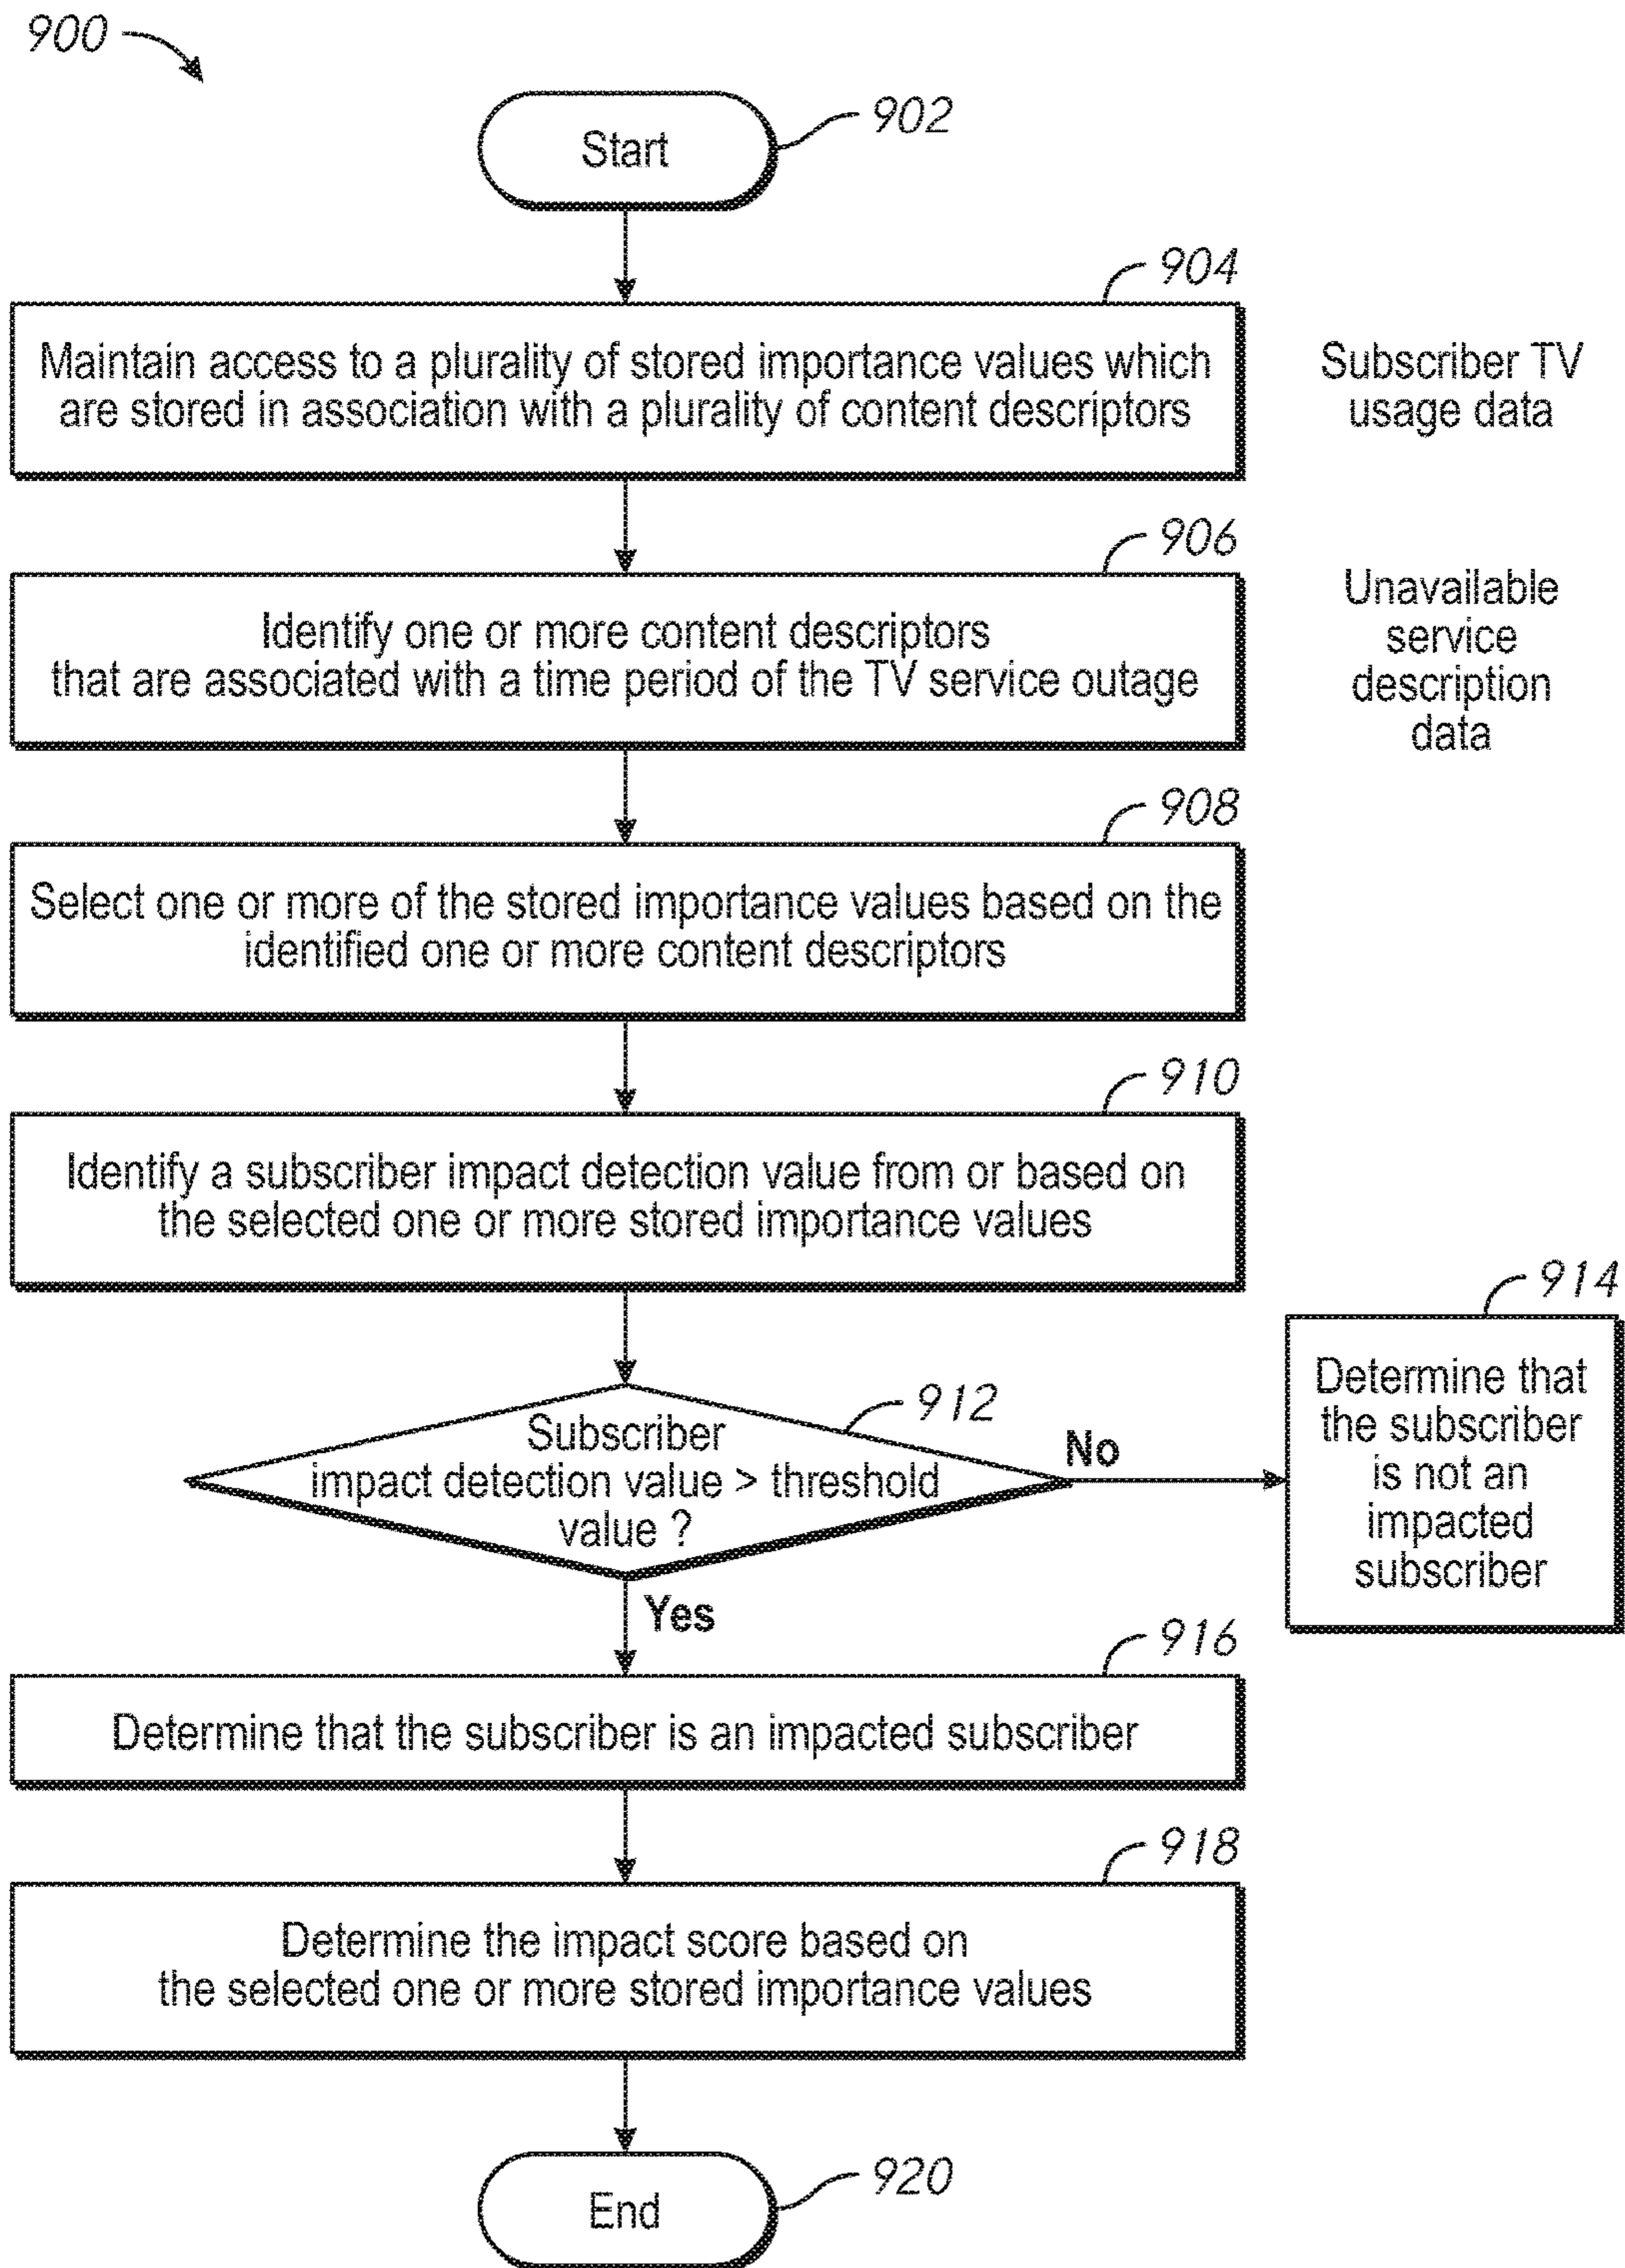 900
Start
902
904
Maintain access to a plurality of stored importance values which
are stored in association with a plurality of content descriptors
Subscriber TV
usage data
906
Identify one or more content descriptors
that are associated with a time period of the TV service outage
Unavailable
service
description
data
908
Select one or more of the stored importance values based on the
identified one or more content descriptors
910
Identify a subscriber impact detection value from or based on
the selected one or more stored importance values
912
Subscriber
impact detection value > threshold
value ?
No
914
Determine that
the subscriber
is not an
impacted
subscriber
Yes
916
Determine that the subscriber is an impacted subscriber
918
Determine the impact score based on
the selected one or more stored importance values
End
920